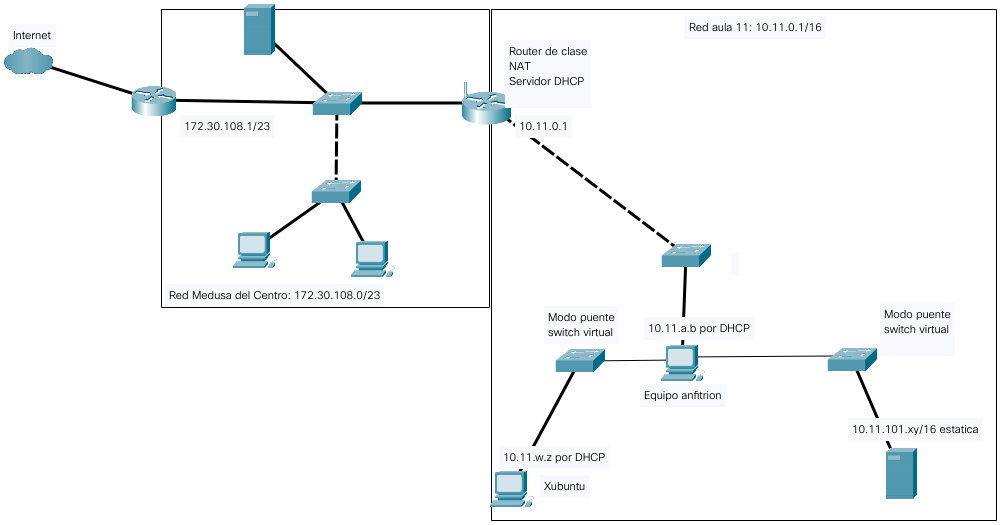 Internet
172.30.108.1/23
Red Medusa del Centro: 172.30.108.0/23
Red aula 11: 10.11.0.1/16
Router de clase
NAT
Servidor DHCP
10.11.0.1
Modo puente
switch virtual
10.11.a.b por DHCP
Equipo anfitrion
Modo puente
switch virtual
10.11.101.xy/16 estatica
10.11.w.z por DHCP
Xubuntu